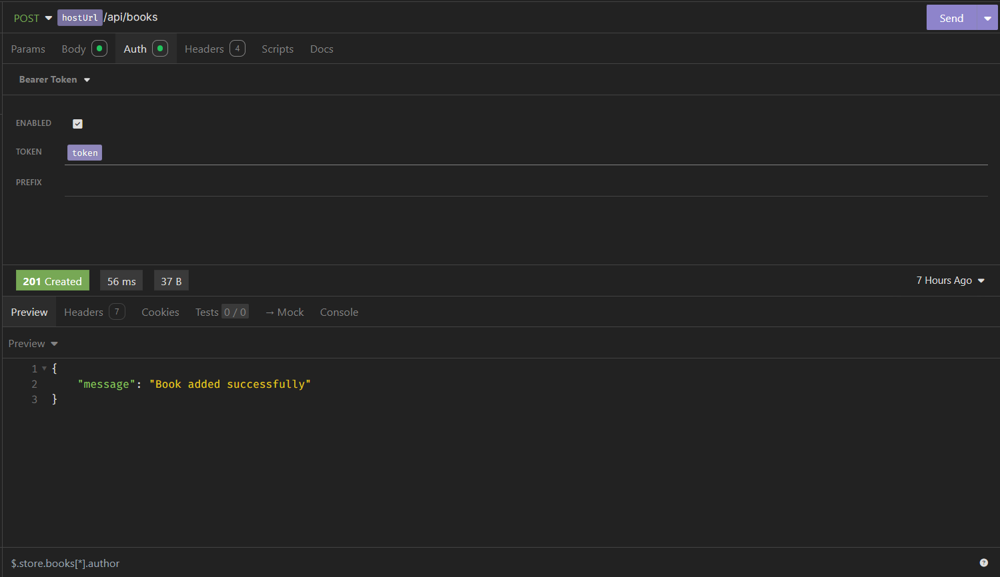 POST hostUrl/api/books Send
Params Body Auth Headers 4 Scripts Docs
Bearer Token
ENABLED
TOKEN token
PREFIX
201 Created 56 ms 37 B 7 Hours Ago
Preview Headers 7 Cookies Tests 0 / 0 → Mock Console
Preview
1 {
2 "message": "Book added successfully"
3 }
$.store.books[*].author ?